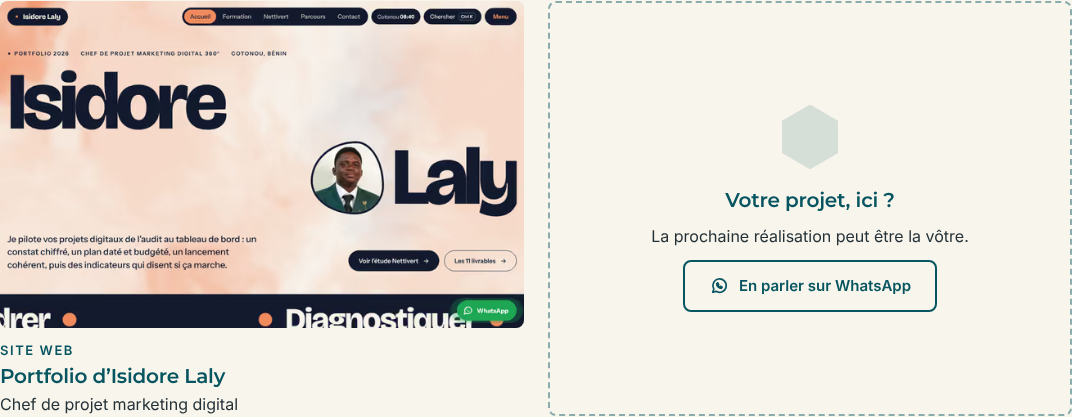 Isidore Laly
Accueil Formation Nettivert Parcours Contact
Cotonou 08:40
Chercher Ctrl K
Menu
PORTFOLIO 2026 CHEF DE PROJET MARKETING DIGITAL 360° COTONOU, BÉNIN
Isidore
Laly
Je pilote vos projets digitaux de l'audit au tableau de bord : un
constat chiffré, un plan daté et budgété, un lancement
cohérent, puis des indicateurs qui disent si ça marche.
Voir l'étude Nettivert →
Les 11 livrables →
drer
Diagnostiquer
WhatsApp
SITE WEB
Portfolio d’Isidore Laly
Chef de projet marketing digital
Votre projet, ici ?
La prochaine réalisation peut être la vôtre.
En parler sur WhatsApp